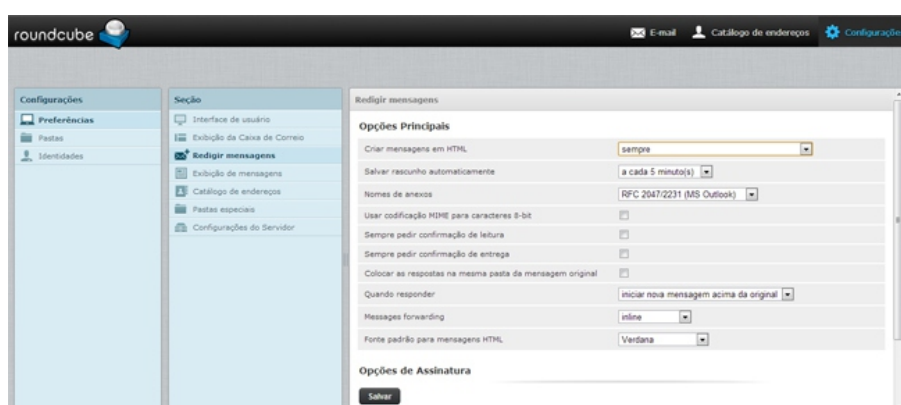 roundcube
E-mail
Catálogo de endereços
Configuraçõe
Configurações
Preferências
Pastas
Identidades
Seção
Interface de usuário
Exibição da Caixa de Correio
Redigir mensagens
Exibição de mensagens
Catálogo de endereços
Pastas especiais
Configurações do Servidor
Redigir mensagens
Opções Principais
Criar mensagens em HTML sempre
Salvar rascunho automaticamente a cada 5 minuto(s)
Nomes de anexos RFC 2047/2231 (MS Outlook)
Usar codificação MIME para caracteres 8-bit
Sempre pedir confirmação de leitura
Sempre pedir confirmação de entrega
Colocar as respostas na mesma pasta da mensagem original
Quando responder iniciar nova mensagem acima da original
Messages forwarding inline
Fonte padrão para mensagens HTML Verdana
Opções de Assinatura
Salvar